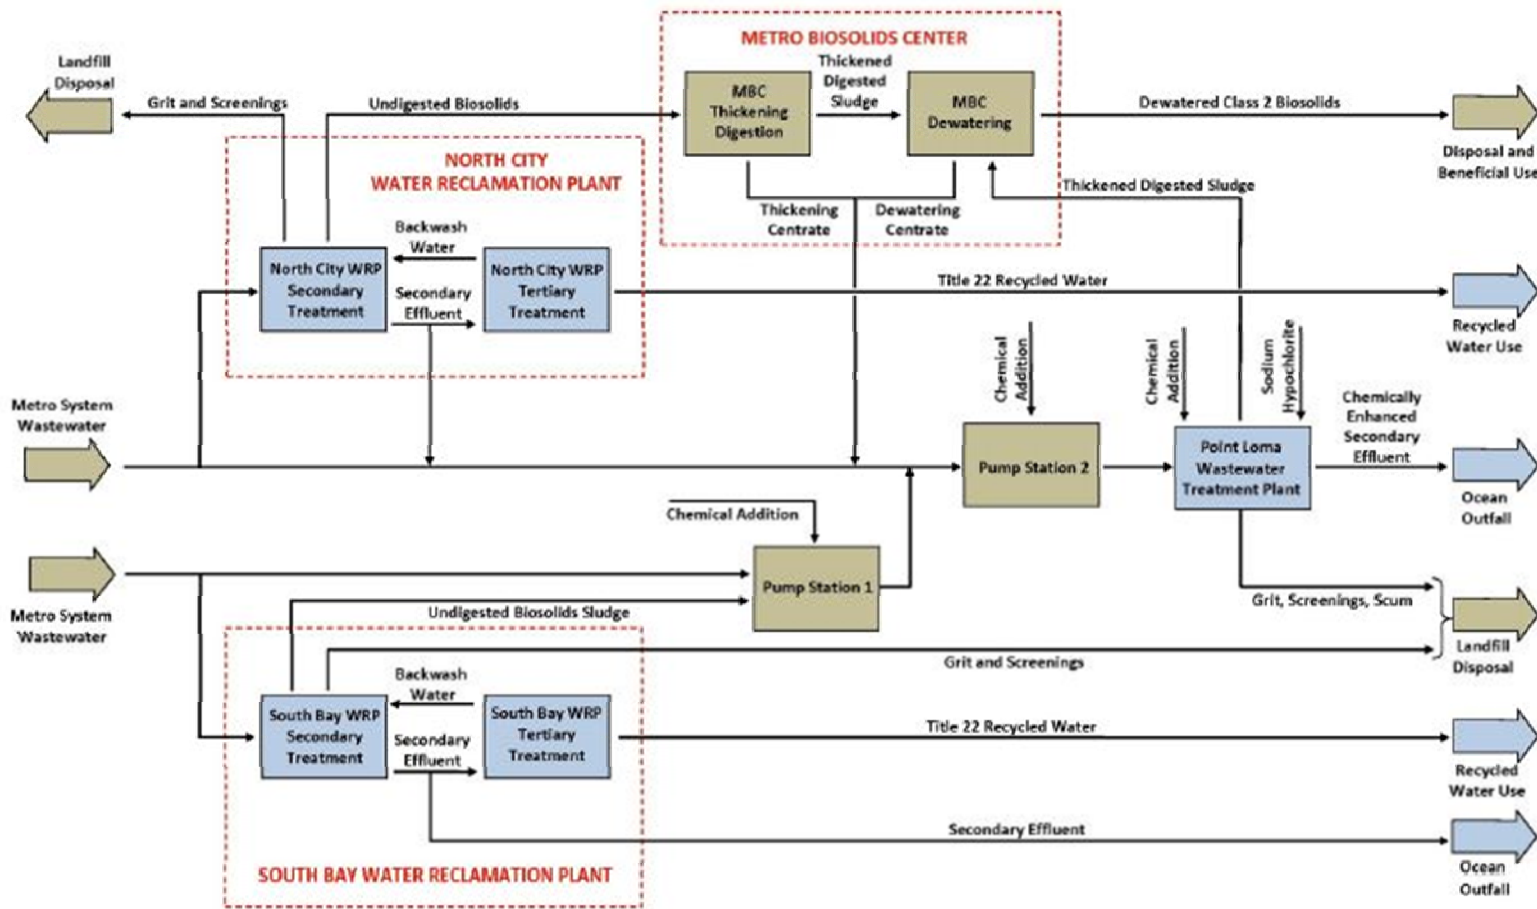 METRO BIOSOLIDS CENTER
Landfill
Disposal
Grit and Screenings
Undigested Biosolids
MBC
Thickening
Digestion
Thickened
Digested
Sludge
MBC
Dewatering
Dewatered Class 2 Biosolids
Disposal and
Beneficial Use
NORTH CITY
WATER RECLAMATION PLANT
Thickening
Centrate
Dewatering
Centrate
Thickened Digested Sludge
Backwash
Water
North City WRP
Secondary
Treatment
Secondary
Effluent
North City WRP
Tertiary
Treatment
Title 22 Recycled Water
Recycled
Water Use
Chemical
Addition
Chemical
Addition
Sodium
Hypochlorite
Chemically
Enhanced
Secondary
Effluent
Metro System
Wastewater
Pump Station 2
Point Loma
Wastewater
Treatment Plant
Ocean
Outfall
Chemical Addition
Pump Station 1
Metro System
Wastewater
Undigested Biosolids Sludge
Grit, Screenings, Scum
Grit and Screenings
Landfill
Disposal
Backwash
Water
South Bay WRP
Secondary
Treatment
Secondary
Effluent
South Bay WRP
Tertiary
Treatment
Title 22 Recycled Water
Recycled
Water Use
Secondary Effluent
Ocean
Outfall
SOUTH BAY WATER RECLAMATION PLANT